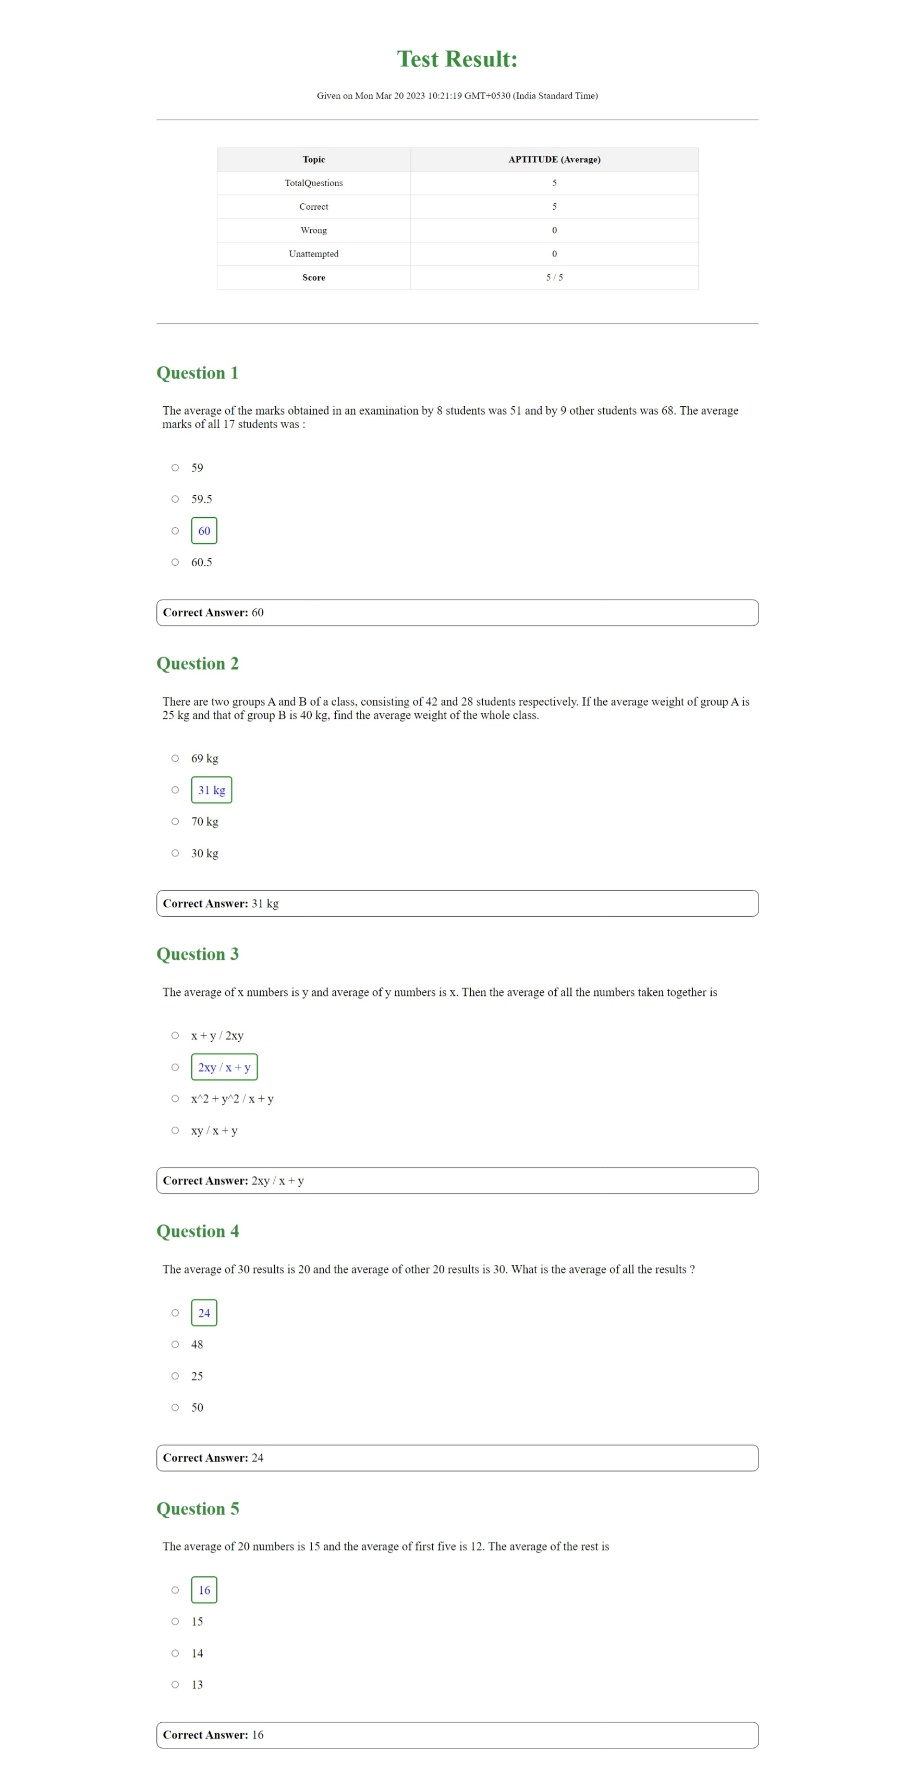 Test Result:
Given on Mon Mar 20 2023 10:21:19 GMT+0530 (India Standard Time)
Topic APTITUDE (Average)
TotalQuestions 5
Correct 5
Wrong 0
Unattempted 0
Score 5 / 5
Question 1
The average of the marks obtained in an examination by 8 students was 51 and by 9 other students was 68. The average
marks of all 17 students was :
59
59.5
60
60.5
Correct Answer: 60
Question 2
There are two groups A and B of a class, consisting of 42 and 28 students respectively. If the average weight of group A is
25 kg and that of group B is 40 kg, find the average weight of the whole class.
69 kg
31 kg
70 kg
30 kg
Correct Answer: 31 kg
Question 3
The average of x numbers is y and average of y numbers is x. Then the average of all the numbers taken together is
x + y / 2xy
2xy / x + y
x^2 + y^2 / x + y
xy / x + y
Correct Answer: 2xy / x + y
Question 4
The average of 30 results is 20 and the average of other 20 results is 30. What is the average of all the results ?
24
48
25
50
Correct Answer: 24
Question 5
The average of 20 numbers is 15 and the average of first five is 12. The average of the rest is
16
15
14
13
Correct Answer: 16